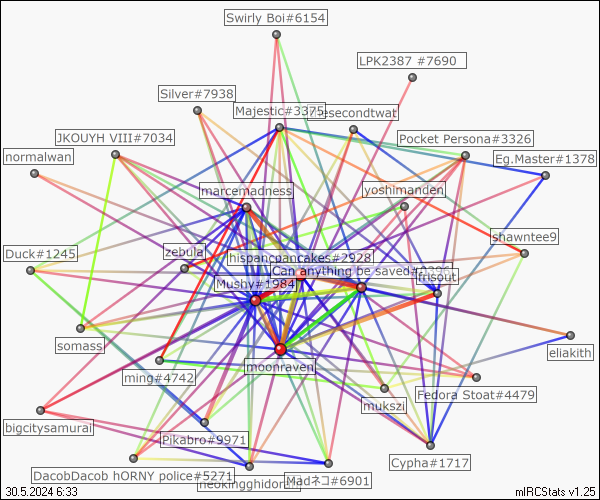 Swirly Boi#6154
LPK2387 #7690
Silver#7938
Majestic#3375
esecondtwat
JKOUYH VIII#7034
Pocket Persona#3326
normalwan
Eg.Master#1378
marcemadness
yoshimanden
shawntee9
Duck#1245
zebula
hispancpancakes#2928
Can anything be saved
frisout
Musby#1984
somass
moonraven
eliakith
ming#4742
Fedora Stoat#4479
mukszi
bigcitysamurai
Pikabro#9971
Cypha#1717
DacobDacob hORNY police#5271
neokingghidor
Madネコ#6901
30.5.2024 6:33
mIRCStats v1.25